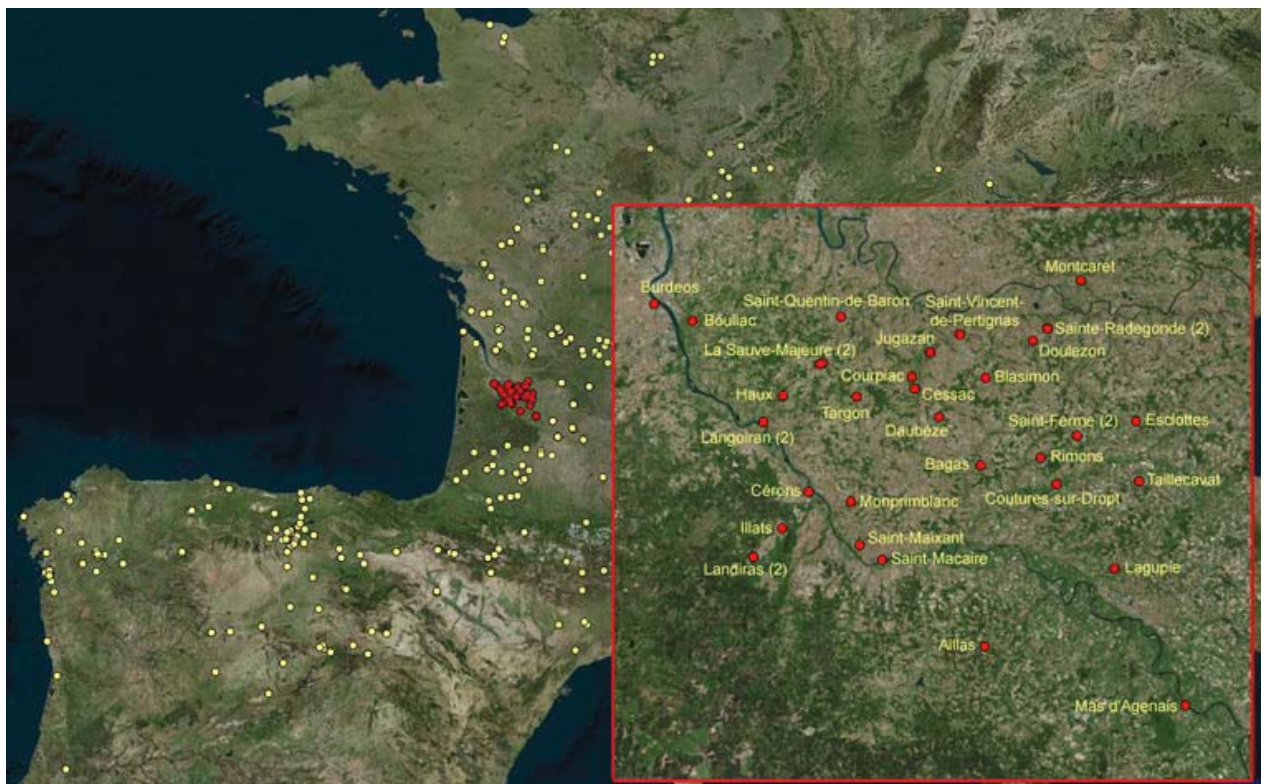 Montcaret
Burdeos
Saint-Quentin-de-Baron
Saint-Vincent-
de-Pertignas
Bouliac
Sainte-Radegonde (2)
Jugazan
Doulezon
La Sauve-Majeure (2)
Courpiac
Blasimon
Haux
Cessac
Targon
Daubèze
Saint-Ferme (2)
Esclottes
Langoiran (2)
Bagas
Rimons
Taillecavat
Cérons
Coutures-sur-Dropt
Monprimblanc
Illats
Saint-Maixant
Saint-Macaire
Landiras (2)
Lagupie
Aillas
Mas d'Agenais